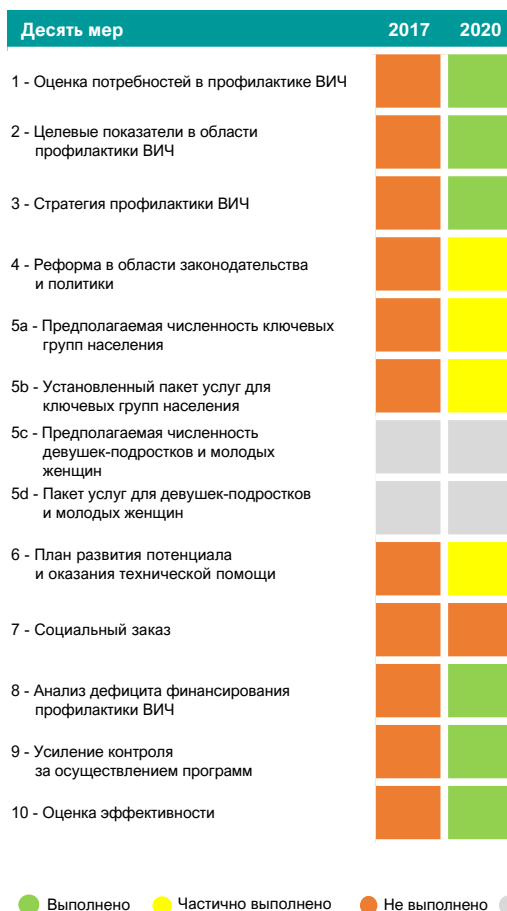 Десять мер 2017 2020
1 - Оценка потребностей в профилактике ВИЧ
2 - Целевые показатели в области
профилактики ВИЧ
3 - Стратегия профилактики ВИЧ
4 - Реформа в области законодательства
и политики
5a - Предполагаемая численность ключевых
групп населения
5b - Установленный пакет услуг для
ключевых групп населения
5c - Предполагаемая численность
девушек-подростков и молодых
женщин
5d - Пакет услуг для девушек-подростков
и молодых женщин
6 - План развития потенциала
и оказания технической помощи
7 - Социальный заказ
8 - Анализ дефицита финансирования
профилактики ВИЧ
9 - Усиление контроля
за осуществлением программ
10 - Оценка эффективности
Выполнено Частично выполнено Не выполнено